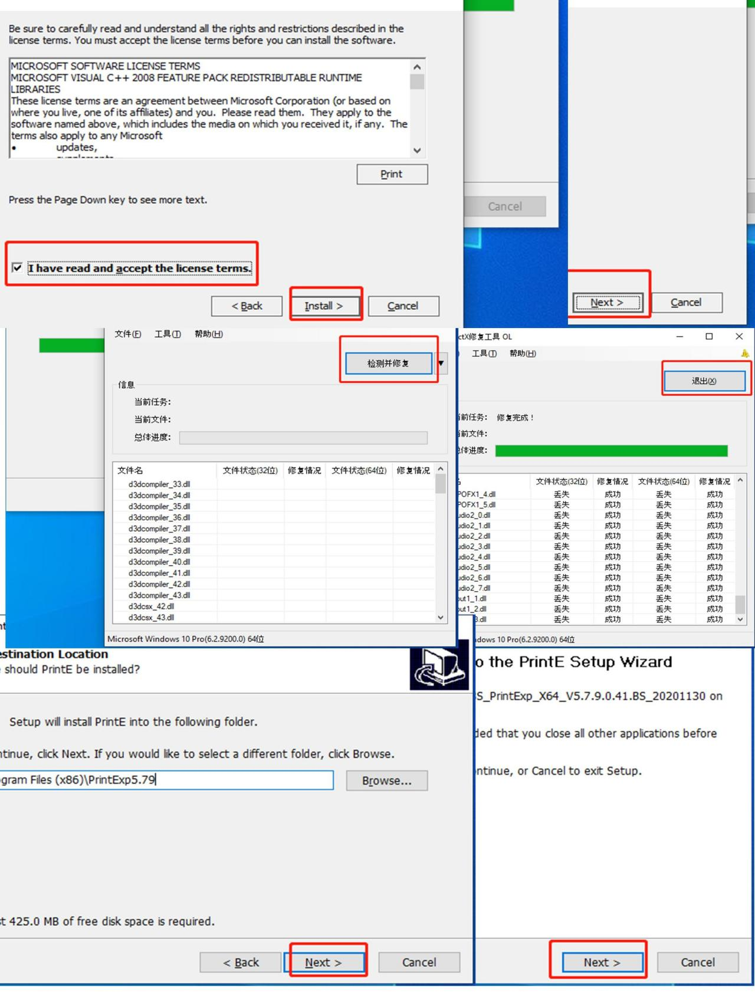 Be sure to carefully read and understand all the rights and restrictions described in the
license terms. You must accept the license terms before you can install the software.
MICROSOFT SOFTWARE LICENSE TERMS
MICROSOFT VISUAL C++ 2008 FEATURE PACK REDISTRIBUTABLE RUNTIME
LIBRARIES
These license terms are an agreement between Microsoft Corporation (or based on
where you live, one of its affiliates) and you. Please read them. They apply to the
software named above, which includes the media on which you received it, if any. The
terms also apply to any Microsoft
• updates,
Print
Press the Page Down key to see more text.
I have read and accept the license terms.
< Back Install > Cancel
Cancel
Next > Cancel
文件(F) 工具(T) 帮助(H)
检测并修复
信息
当前任务:
当前文件:
总体进度:
文件名 文件状态(32位) 修复情况 文件状态(64位) 修复情况
d3dcompiler_33.dll
d3dcompiler_34.dll
d3dcompiler_35.dll
d3dcompiler_36.dll
d3dcompiler_37.dll
d3dcompiler_38.dll
d3dcompiler_39.dll
d3dcompiler_40.dll
d3dcompiler_41.dll
d3dcompiler_42.dll
d3dcompiler_43.dll
d3dcsx_42.dll
d3dcsx_43.dll
Microsoft Windows 10 Pro(6.2.9200.0) 64位
ctX修复工具 OL
工具(T) 帮助(H)
退出(X)
前任务: 修复完成！
前文件:
体进度:
文件状态(32位) 修复情况 文件状态(64位) 修复情况
POFX1_4.dll 丢失 成功 丢失 成功
POFX1_5.dll 丢失 成功 丢失 成功
udio2_0.dll 丢失 成功 丢失 成功
udio2_1.dll 丢失 成功 丢失 成功
udio2_2.dll 丢失 成功 丢失 成功
udio2_3.dll 丢失 成功 丢失 成功
udio2_4.dll 丢失 成功 丢失 成功
udio2_5.dll 丢失 成功 丢失 成功
udio2_6.dll 丢失 成功 丢失 成功
udio2_7.dll 丢失 成功 丢失 成功
out1_1.dll 丢失 成功 丢失 成功
out1_2.dll 丢失 成功 丢失 成功
3.dll 丢失 成功 丢失 成功
dows 10 Pro(6.2.9200.0) 64位
estination Location
should PrintE be installed?
Setup will install PrintE into the following folder.
ntinue, click Next. If you would like to select a different folder, click Browse.
gram Files (x86)\PrintExp5.79
Browse...
st 425.0 MB of free disk space is required.
< Back Next > Cancel
o the PrintE Setup Wizard
S_PrintExp_X64_V5.7.9.0.41.BS_20201130 on
ded that you close all other applications before
ontinue, or Cancel to exit Setup.
Next > Cancel